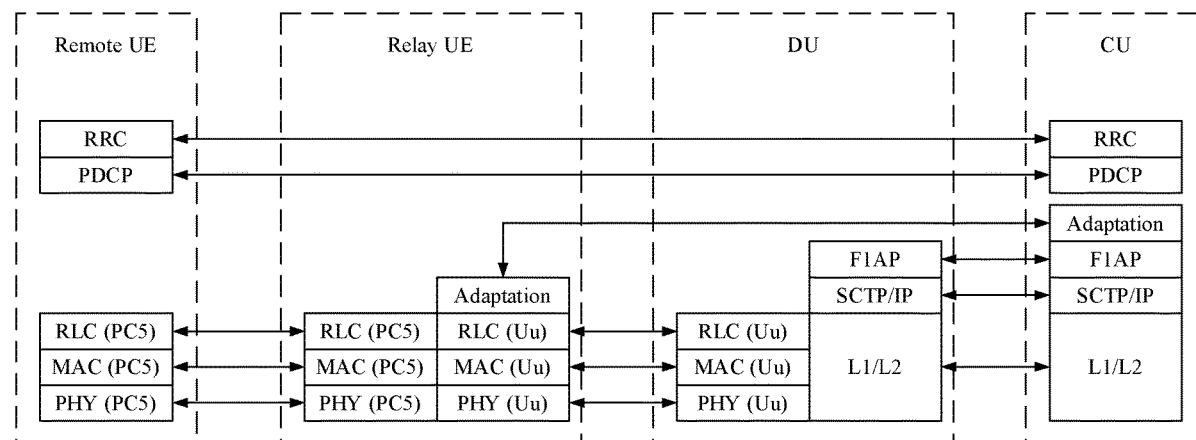 Remote UE
Relay UE
DU
CU
RRC
RRC
PDCP
PDCP
Adaptation
F1AP
F1AP
Adaptation
SCTP/IP
SCTP/IP
RLC (PC5)
RLC (PC5)
RLC (Uu)
RLC (Uu)
MAC (PC5)
MAC (PC5)
MAC (Uu)
MAC (Uu)
L1/L2
L1/L2
PHY (PC5)
PHY (PC5)
PHY (Uu)
PHY (Uu)